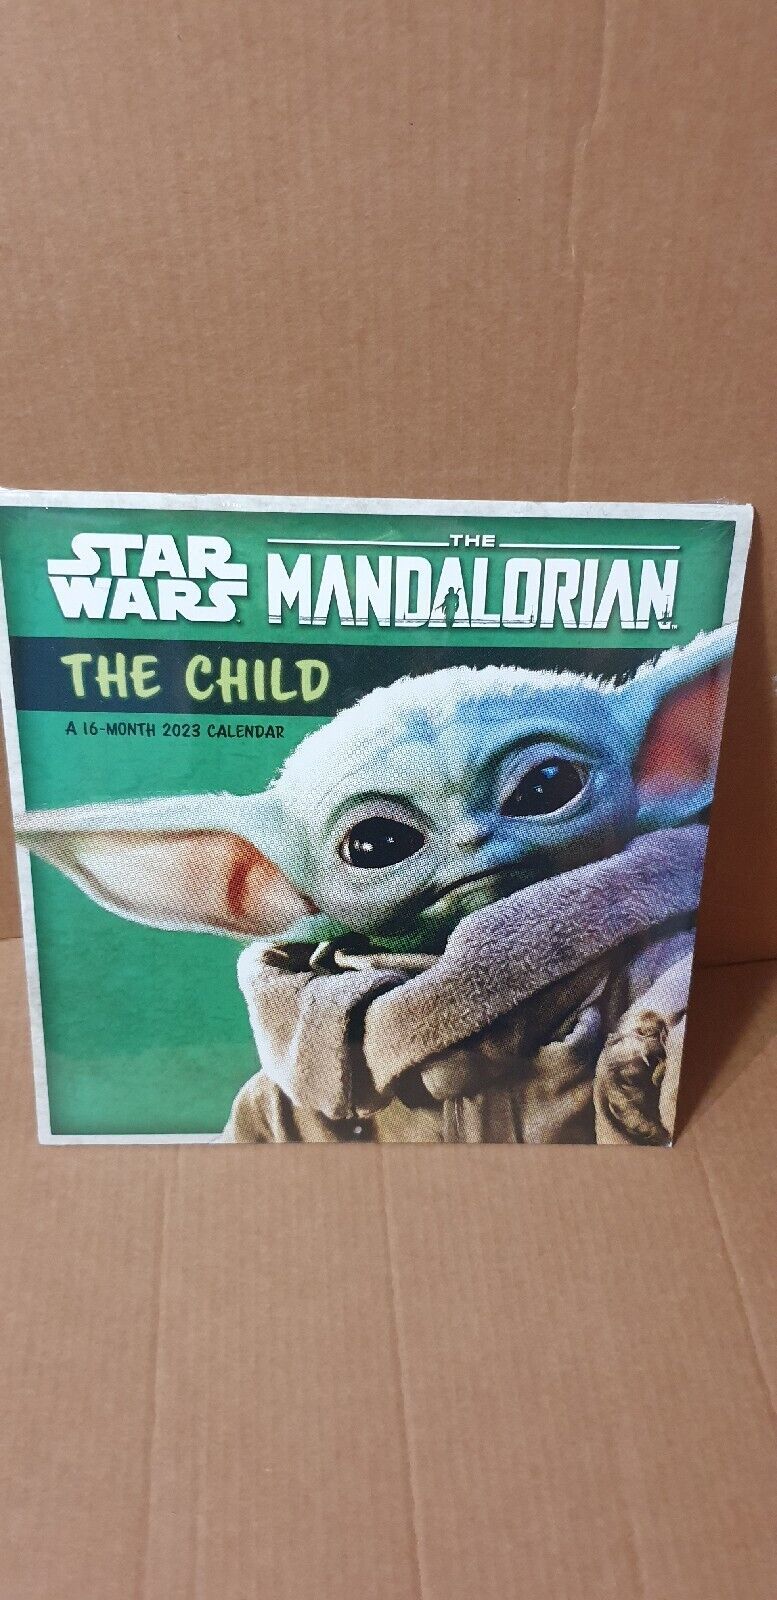 STAR WARS
THE
MANDALORIAN
THE CHILD
A 16-MONTH 2023 CALENDAR